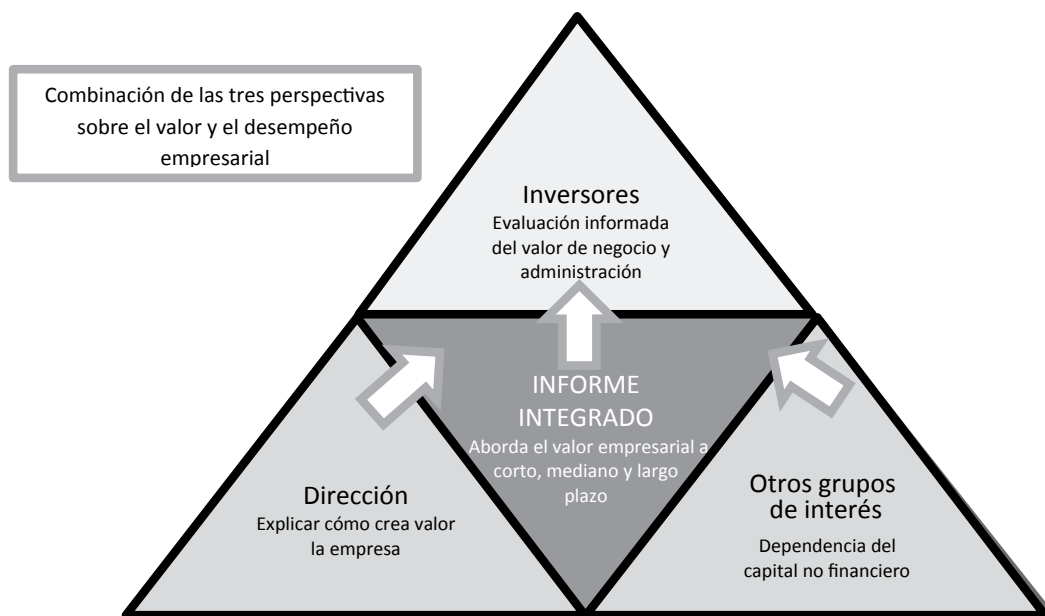 Combinación de las tres perspectivas
sobre el valor y el desempeño
empresarial
Inversores
Evaluación informada
del valor de negocio y
administración
INFORME
INTEGRADO
Aborda el valor empresarial a
corto, mediano y largo
plazo
Dirección
Explicar cómo crea valor
la empresa
Otros grupos
de interés
Dependencia del
capital no financiero